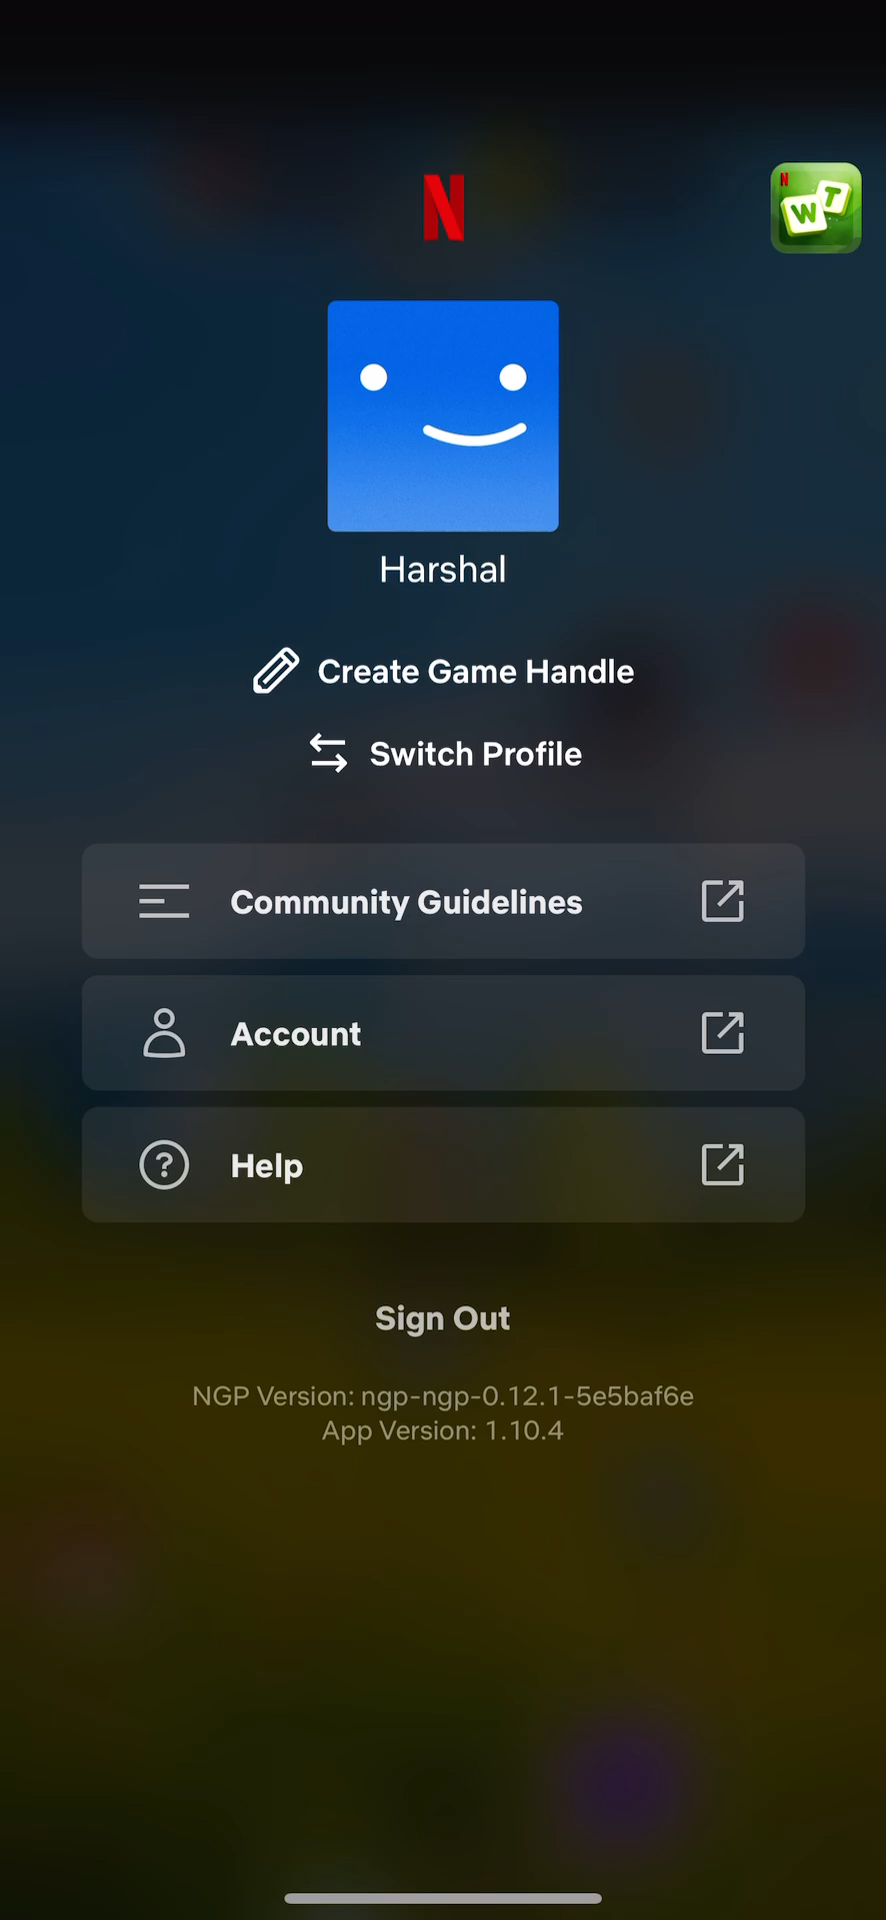 N
N
W T
Harshal
Create Game Handle
Switch Profile
Community Guidelines
Account
?
Help
Sign Out
NGP Version: ngp-ngp-0.12.1-5e5baf6e
App Version: 1.10.4